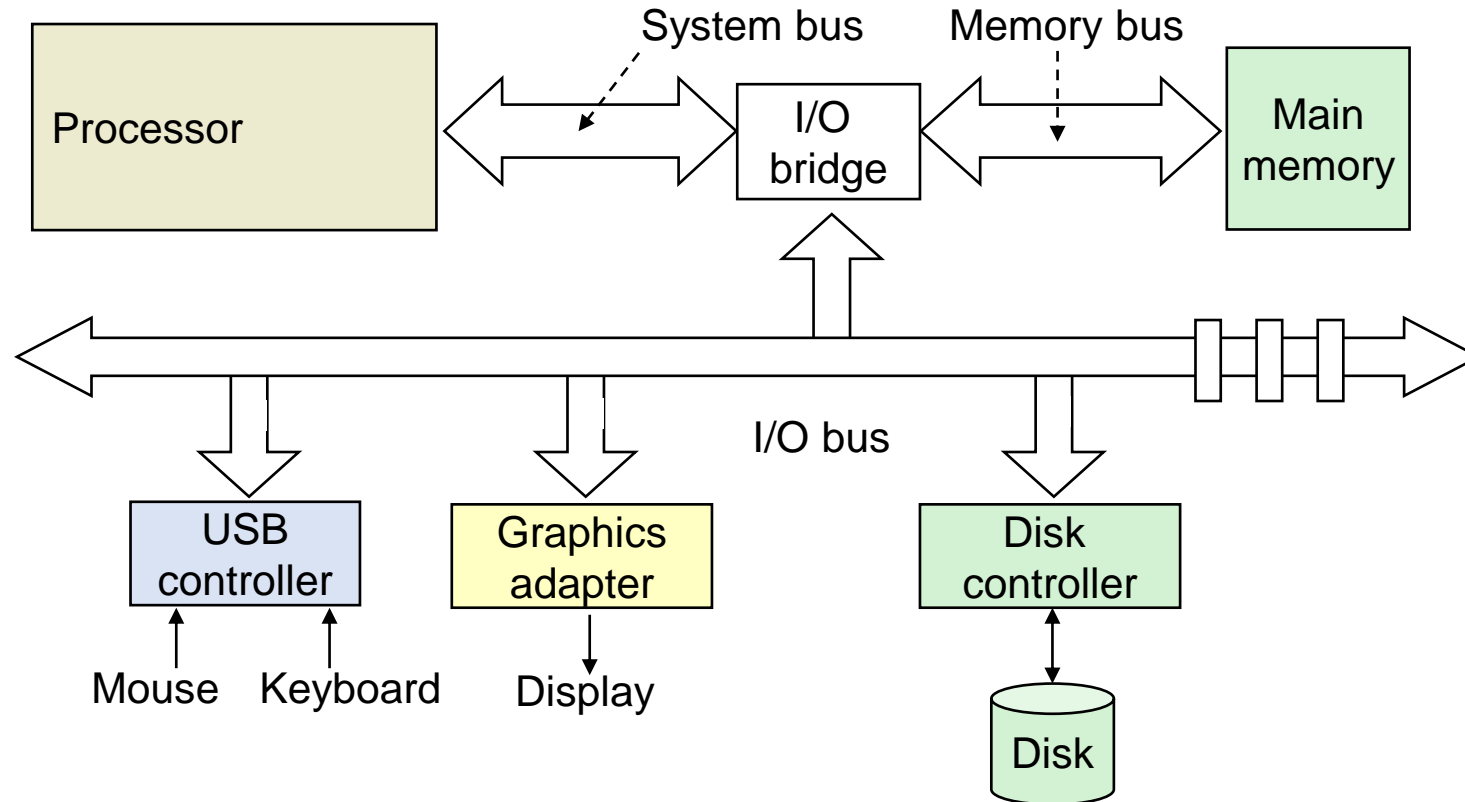 System bus
Memory bus
Processor
I/O
bridge
Main
memory
I/O bus
USB
controller
Graphics
adapter
Disk
controller
Mouse
Keyboard
Display
Disk